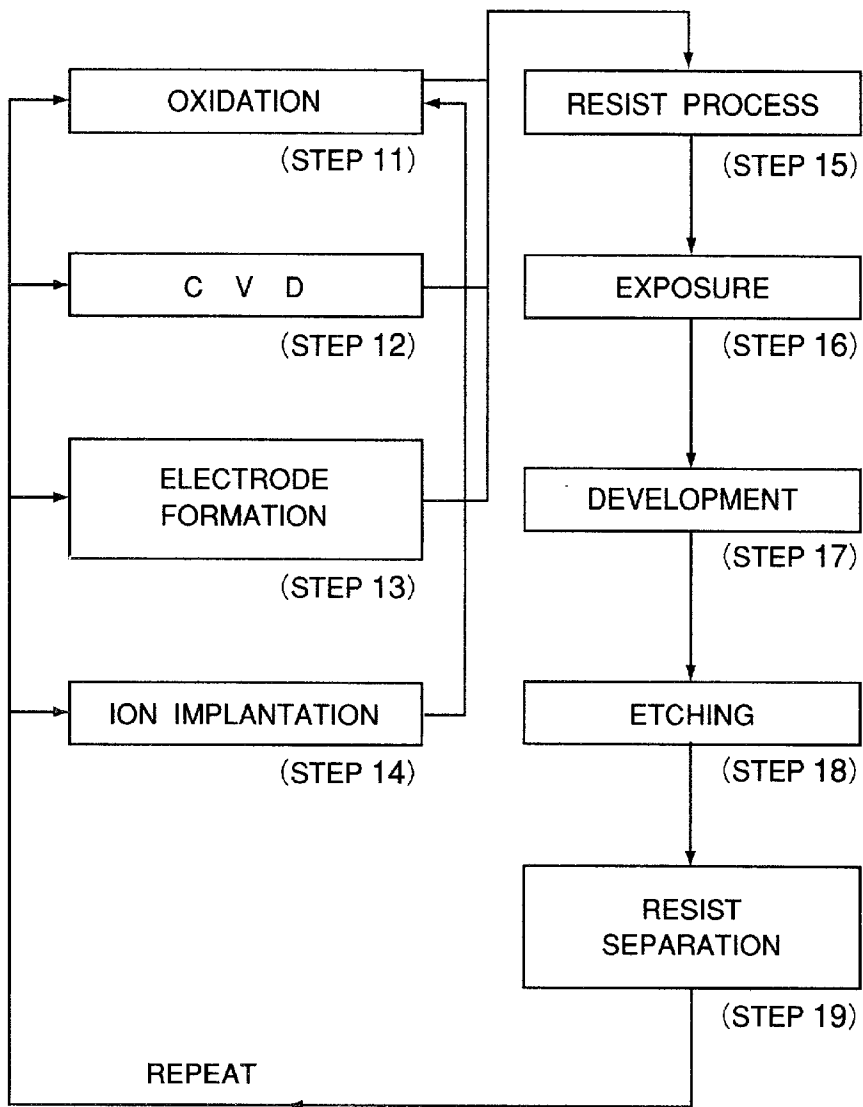 OXIDATION
(STEP 11)
C V D
(STEP 12)
ELECTRODE
FORMATION
(STEP 13)
ION IMPLANTATION
(STEP 14)
RESIST PROCESS
(STEP 15)
EXPOSURE
(STEP 16)
DEVELOPMENT
(STEP 17)
ETCHING
(STEP 18)
RESIST
SEPARATION
(STEP 19)
REPEAT